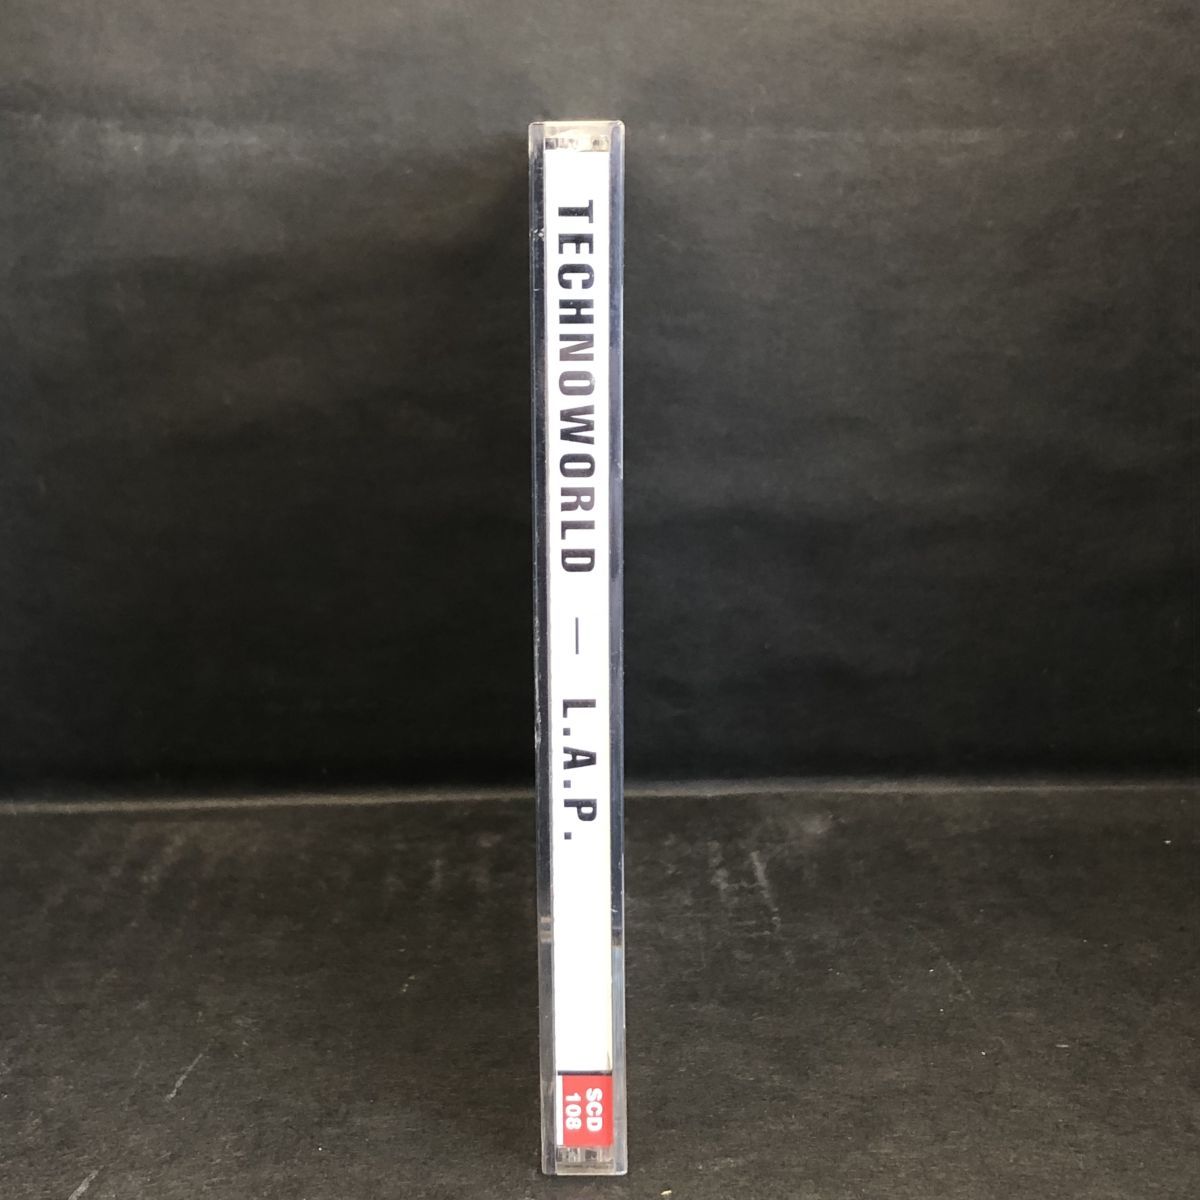 TECHNOWORLD — L.A.P.
SCD
108